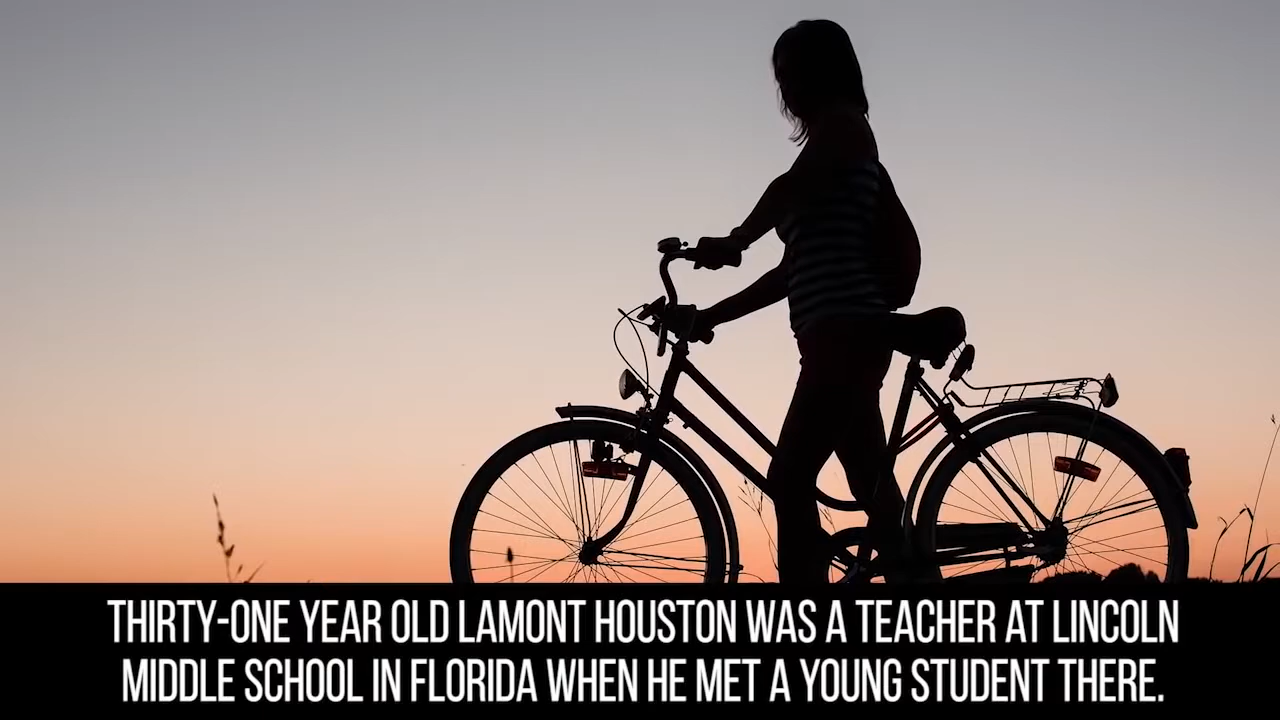 THIRTY-ONE YEAR OLD LAMONT HOUSTON WAS A TEACHER AT LINCOLN
MIDDLE SCHOOL IN FLORIDA WHEN HE MET A YOUNG STUDENT THERE.